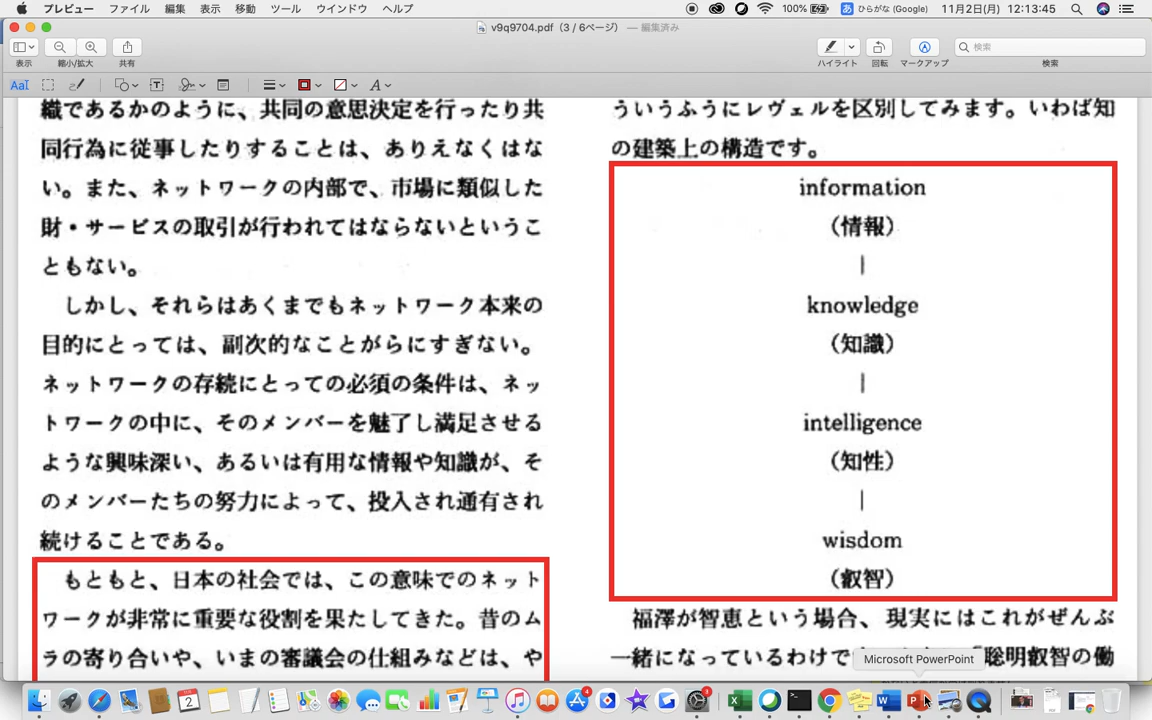 プレビュー ファイル 編集 表示 移動 ツール ウインドウ ヘルプ
100% あ ひらがな (Google) 11月2日(月) 12:13:45
v9q9704.pdf（3 / 6ページ） — 編集済み
検索
表示 縮小/拡大 共有 ハイライト 回転 マークアップ 検索
AaI T A
織であるかのように、共同の意思決定を行ったり共
同行為に従事したりすることは、ありえなくはな
い。また、ネットワークの内部で、市場に類似した
財・サービスの取引が行われてはならないというこ
ともない。
しかし、それらはあくまでもネットワーク本来の
目的にとっては、副次的なことがらにすぎない。
ネットワークの存続にとっての必須の条件は、ネッ
トワークの中に、そのメンバーを魅了し満足させる
ような興味深い、あるいは有用な情報や知識が、そ
のメンバーたちの努力によって、投入され通有され
続けることである。
もともと、日本の社会では、この意味でのネット
ワークが非常に重要な役割を果たしてきた。昔のム
ラの寄り合いや、いまの審議会の仕組みなどは、や
ういうふうにレヴェルを区別してみます。いわば知
の建築上の構造です。
information
（情報）
knowledge
（知識）
intelligence
（知性）
wisdom
（叡智）
福澤が智恵という場合、現実にはこれがぜんぶ
一緒になっているわけで
「聡明叡智の働
Microsoft PowerPoint